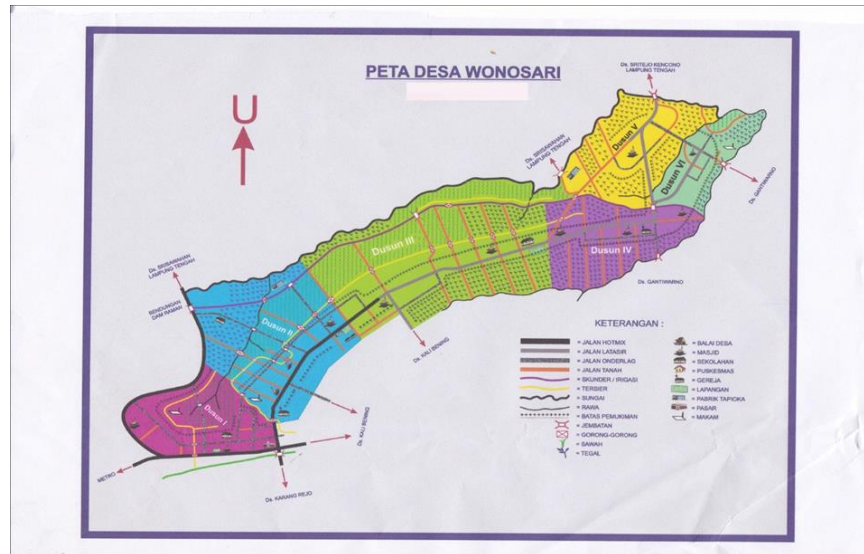 PETA DESA WONOSARI
U
Ds. SRITEJO KENCONO
LAMPUNG TENGAH
Ds. SRISAWAHAN
LAMPUNG TENGAH
Dusun V
Dusun VI
Ds. GANTIWARNO
Dusun III
Dusun IV
Ds. GANTIWARNO
Ds. SRISAWAHAN
LAMPUNG TENGAH
BENDUNGAN
DAM RAMAN
Dusun II
Ds. KALI BENING
Dusun I
Ds. KALI BENING
Ds. KALI BENING
METRO
Ds. KARANG REJO
KETERANGAN :
= JALAN HOTMIX
= JALAN LATASIR
= JALAN ONDERLAG
= JALAN TANAH
= SKUNDER / IRIGASI
= TERSIER
= SUNGAI
= RAWA
= BATAS PEMUKIMAN
= JEMBATAN
= GORONG-GORONG
= SAWAH
= TEGAL
= BALAI DESA
= MASJID
= SEKOLAHAN
= PUSKESMAS
= GEREJA
= LAPANGAN
= PABRIK TAPIOKA
= PASAR
= MAKAM